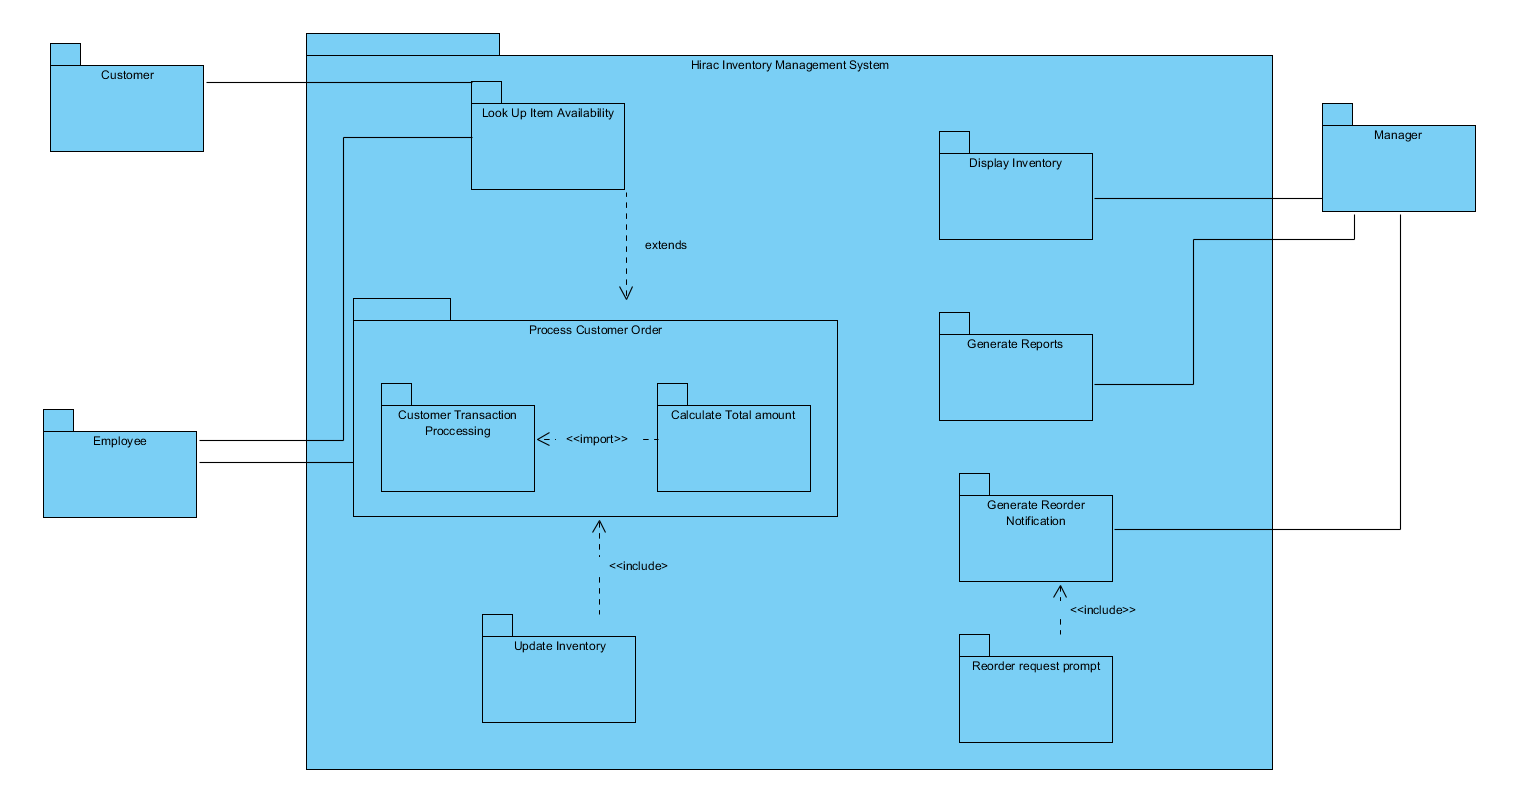 Hirac Inventory Management System
Customer
Look Up Item Availability
Manager
Display Inventory
extends
Process Customer Order
Generate Reports
Customer Transaction
Proccessing
<<import>>
Calculate Total amount
Employee
Generate Reorder
Notification
<<include>
<<include>>
Update Inventory
Reorder request prompt